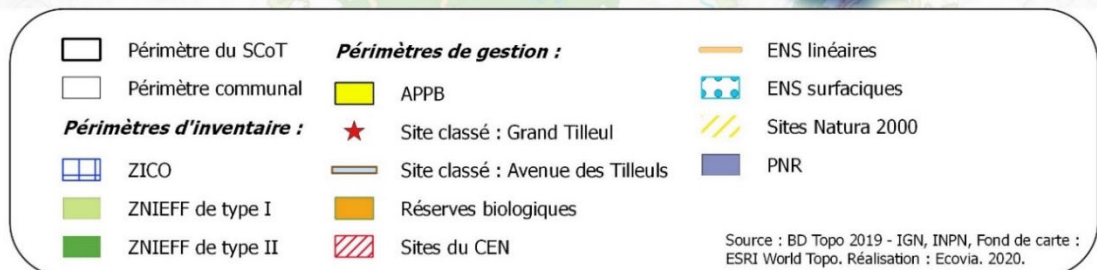 Périmètre du SCoT
Périmètre communal
Périmètres d'inventaire :
ZICO
ZNIEFF de type I
ZNIEFF de type II
Périmètres de gestion :
APPB
Site classé : Grand Tilleul
Site classé : Avenue des Tilleuls
Réserves biologiques
Sites du CEN
ENS linéaires
ENS surfaciques
Sites Natura 2000
PNR
Source : BD Topo 2019 - IGN, INPN, Fond de carte :
ESRI World Topo. Réalisation : Ecovia. 2020.